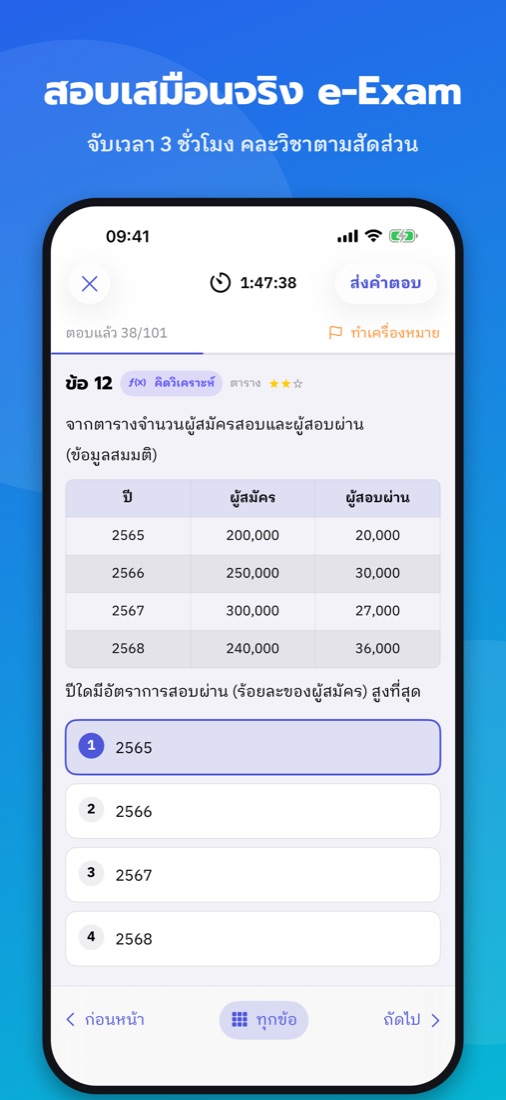 สอบเสมือนจริง e-Exam
จับเวลา 3 ชั่วโมง คละวิชาตามสัดส่วน
09:41
1:47:38
ส่งคำตอบ
ตอบแล้ว 38/101
ทำเครื่องหมาย
ข้อ 12 ƒ(x) คิดวิเคราะห์ ตาราง ★★☆
จากตารางจำนวนผู้สมัครสอบและผู้สอบผ่าน
(ข้อมูลสมมติ)
ปี ผู้สมัคร ผู้สอบผ่าน
2565 200,000 20,000
2566 250,000 30,000
2567 300,000 27,000
2568 240,000 36,000
ปีใดมีอัตราการสอบผ่าน (ร้อยละของผู้สมัคร) สูงที่สุด
1 2565
2 2566
3 2567
4 2568
ก่อนหน้า
ทุกข้อ
ถัดไป